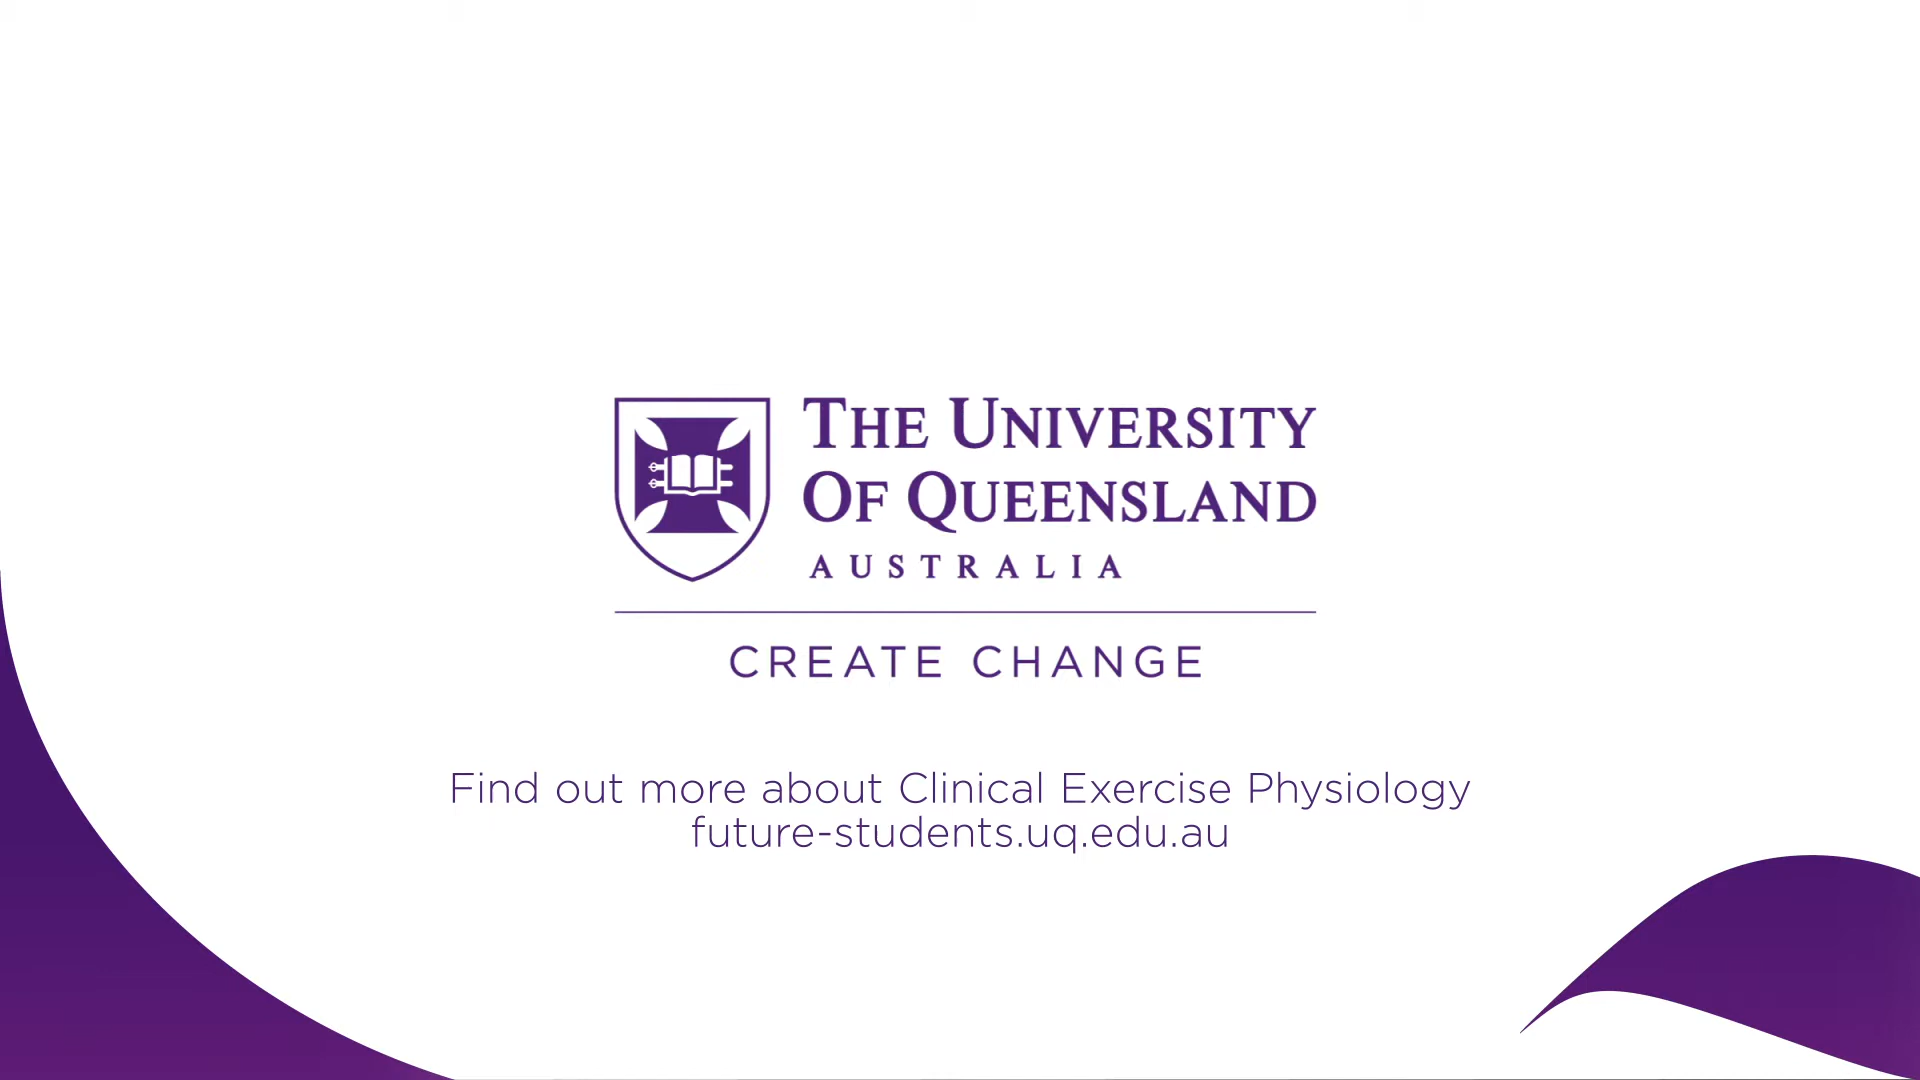 THE UNIVERSITY
OF QUEENSLAND
AUSTRALIA
CREATE CHANGE
Find out more about Clinical Exercise Physiology
future-students.uq.edu.au